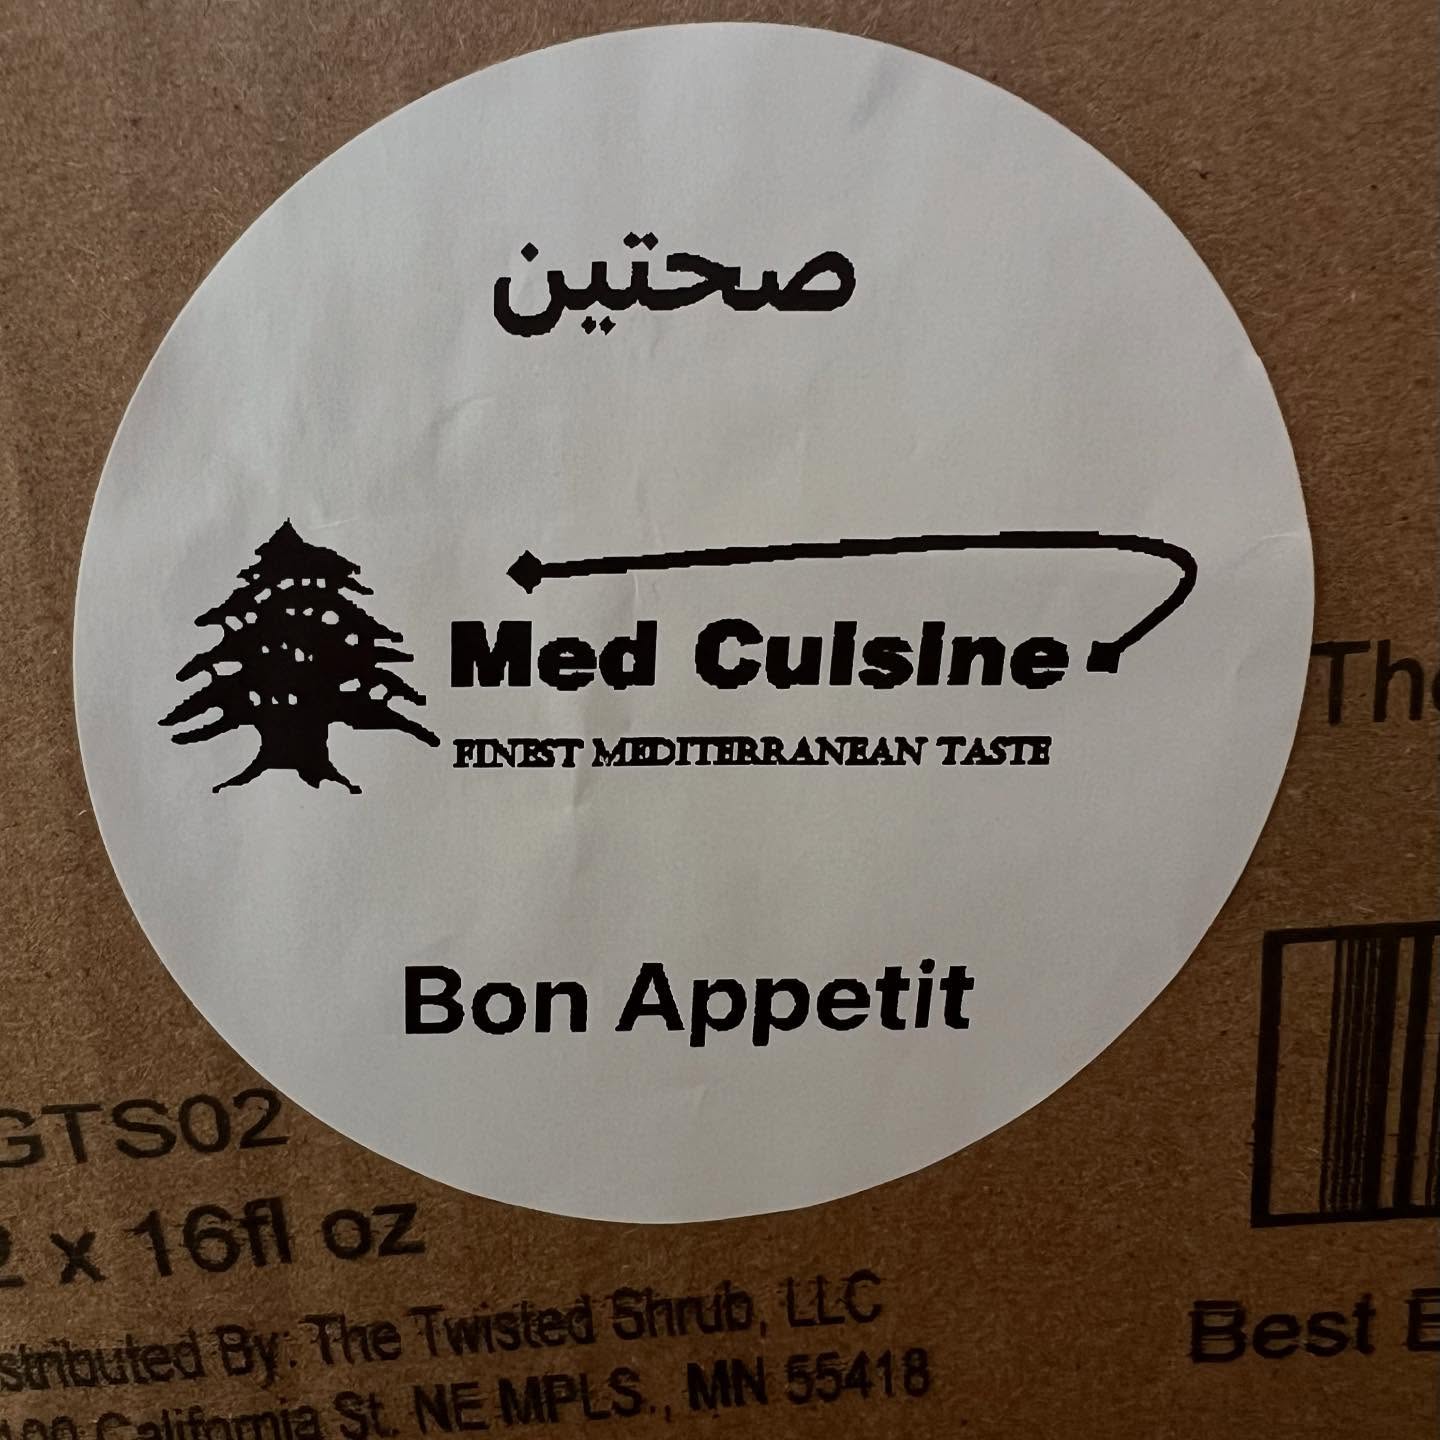 صحتين
Med Cuisine
FINEST MEDITERRANEAN TASTE
Bon Appetit
GTS02
x 16fl oz
By: The Twisted Shrub, LLC
California St. NE MPLS., MN 55418
Best